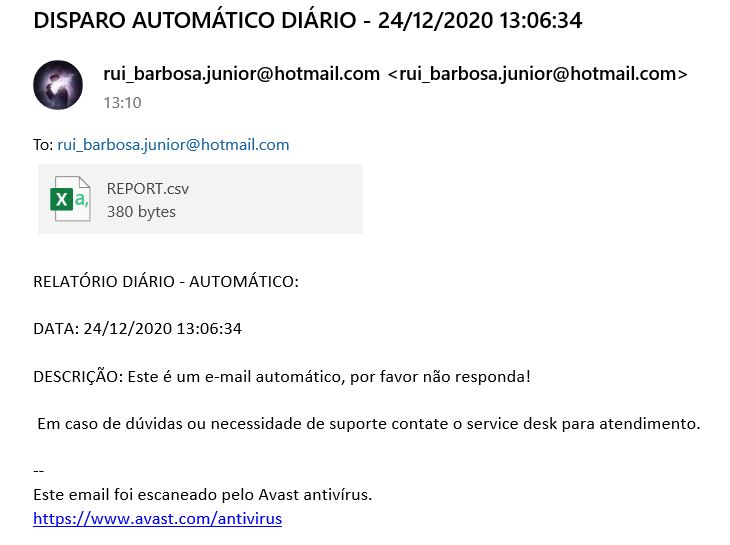 DISPARO AUTOMÁTICO DIÁRIO - 24/12/2020 13:06:34
rui_barbosa.junior@hotmail.com <rui_barbosa.junior@hotmail.com>
13:10
To: rui_barbosa.junior@hotmail.com
X a,
REPORT.csv
380 bytes
RELATÓRIO DIÁRIO - AUTOMÁTICO:
DATA: 24/12/2020 13:06:34
DESCRIÇÃO: Este é um e-mail automático, por favor não responda!
Em caso de dúvidas ou necessidade de suporte contate o service desk para atendimento.
--
Este email foi escaneado pelo Avast antivírus.
https://www.avast.com/antivirus